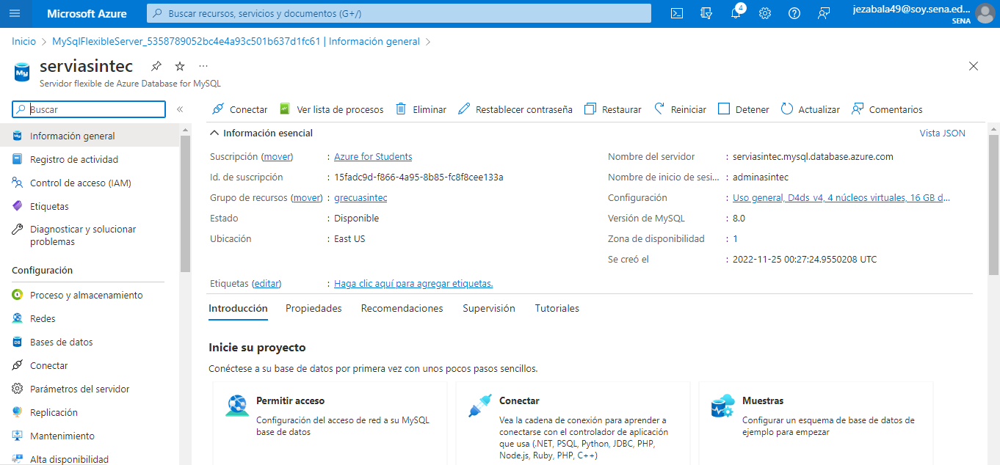 Microsoft Azure
Buscar recursos, servicios y documentos (G+/)
4
jezabala49@soy.sena.ed...
SENA
Inicio > MySqlFlexibleServer_5358789052bc4e4a93c501b637d1fc61 | Información general >
My
serviasintec
...
Servidor flexible de Azure Database for MySQL
Buscar
«
Conectar
Ver lista de procesos
Eliminar
Restablecer contraseña
Restaurar
Reiniciar
Detener
Actualizar
Comentarios
Información general
Registro de actividad
Control de acceso (IAM)
Etiquetas
Diagnosticar y solucionar
problemas
Configuración
Proceso y almacenamiento
Redes
Bases de datos
Conectar
Parámetros del servidor
Replicación
Mantenimiento
Alta disponibilidad
Información esencial
Vista JSON
Suscripción (mover) : Azure for Students
Id. de suscripción : 15fadc9d-f866-4a95-8b85-fc8f8cee133a
Grupo de recursos (mover) : grecuasintec
Estado : Disponible
Ubicación : East US
Nombre del servidor : serviasintec.mysql.database.azure.com
Nombre de inicio de sesi... : adminasintec
Configuración : Uso general, D4ds_v4, 4 núcleos virtuales, 16 GB d...
Versión de MySQL : 8.0
Zona de disponibilidad : 1
Se creó el : 2022-11-25 00:27:24.9550208 UTC
Etiquetas (editar) : Haga clic aquí para agregar etiquetas.
Introducción
Propiedades
Recomendaciones
Supervisión
Tutoriales
Inicie su proyecto
Conéctese a su base de datos por primera vez con unos pocos pasos sencillos.
Permitir acceso
Configuración del acceso de red a su MySQL
base de datos
Conectar
Vea la cadena de conexión para aprender a
conectarse con el controlador de aplicación
que usa (.NET, PSQL, Python, JDBC, PHP,
Node.js, Ruby, PHP, C++)
Muestras
Configurar un esquema de base de datos de
ejemplo para empezar